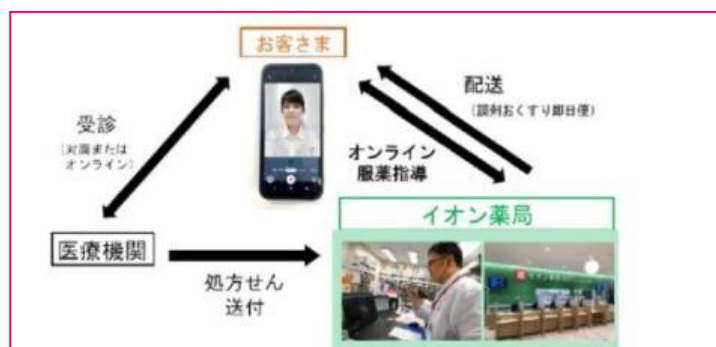 お客さま
受診
(対面または
オンライン)
配送
(調剤おくすり即日便)
オンライン
服薬指導
イオン薬局
医療機関
処方せん
送付